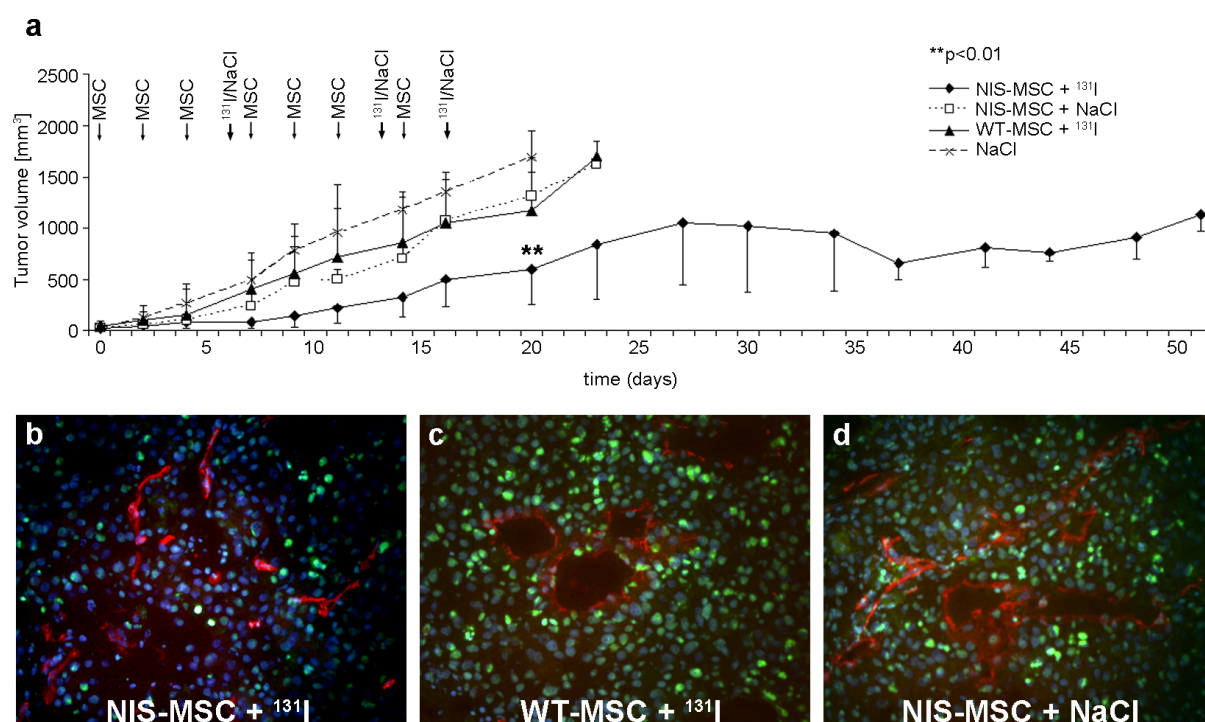 a
MSC
MSC
MSC
¹³¹I/NaCl
MSC
MSC
MSC
¹³¹I/NaCl
MSC
¹³¹I/NaCl
**p<0.01
NIS-MSC + ¹³¹I
NIS-MSC + NaCl
WT-MSC + ¹³¹I
NaCl
Tumor volume [mm³]
2500
2000
1500
1000
500
0
**
0 5 10 15 20 25 30 35 40 45 50
time (days)
b
NIS-MSC + ¹³¹I
c
WT-MSC + ¹³¹I
d
NIS-MSC + NaCl